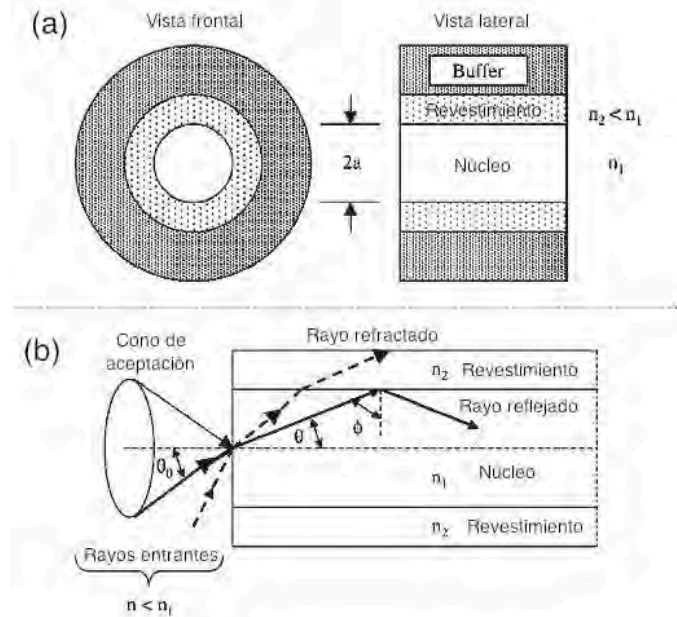 (a)
Vista frontal
Vista lateral
Buffer
Revestimiento
n₂ < n₁
2a
Núcleo
n₁
(b)
Cono de
aceptación
Rayo refractado
n₂ Revestimiento
Rayo reflejado
θ₀
θ
ϕ
n₁ Núcleo
n₂ Revestimiento
Rayos entrantes
n < n₁